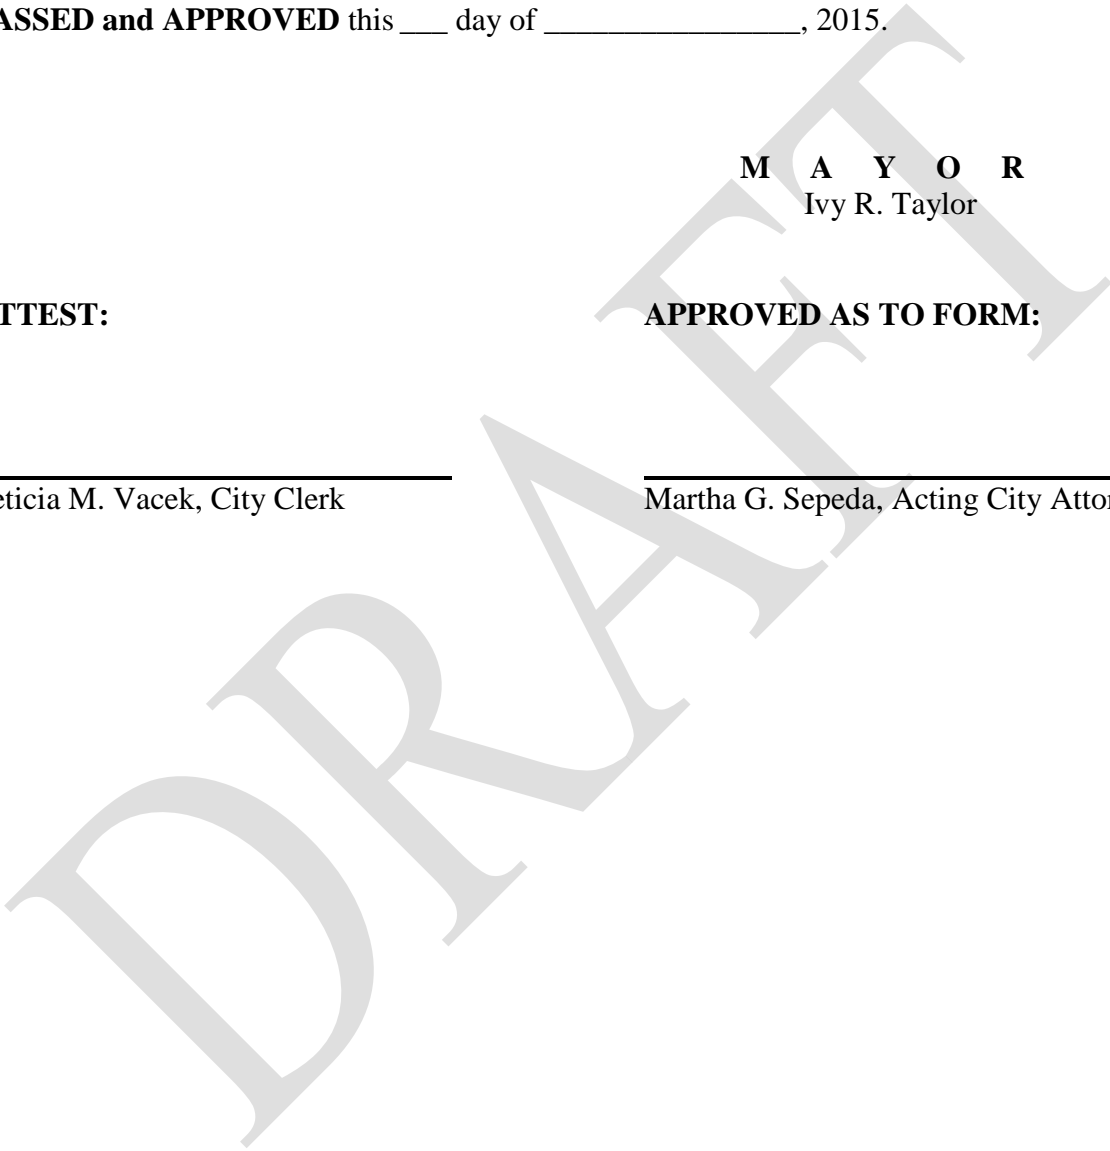 ASSED and APPROVED this ___ day of ________________, 2015.
M A Y O R
Ivy R. Taylor
TTEST:
APPROVED AS TO FORM:
eticia M. Vacek, City Clerk
Martha G. Sepeda, Acting City Attor
DRAFT